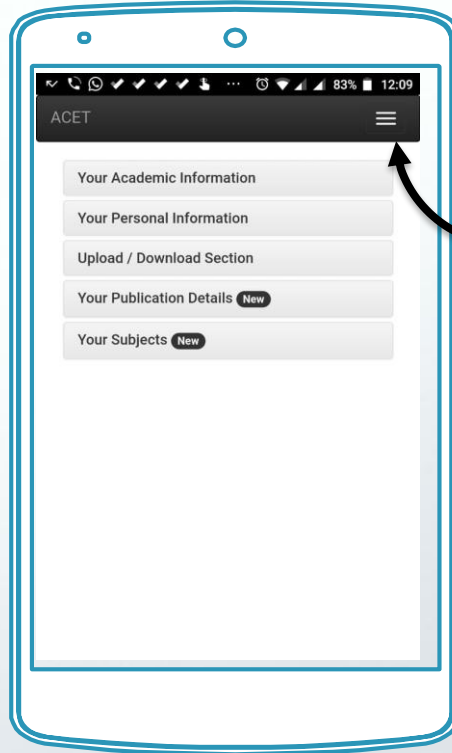 83% 12:09
ACET
Your Academic Information
Your Personal Information
Upload / Download Section
Your Publication Details New
Your Subjects New